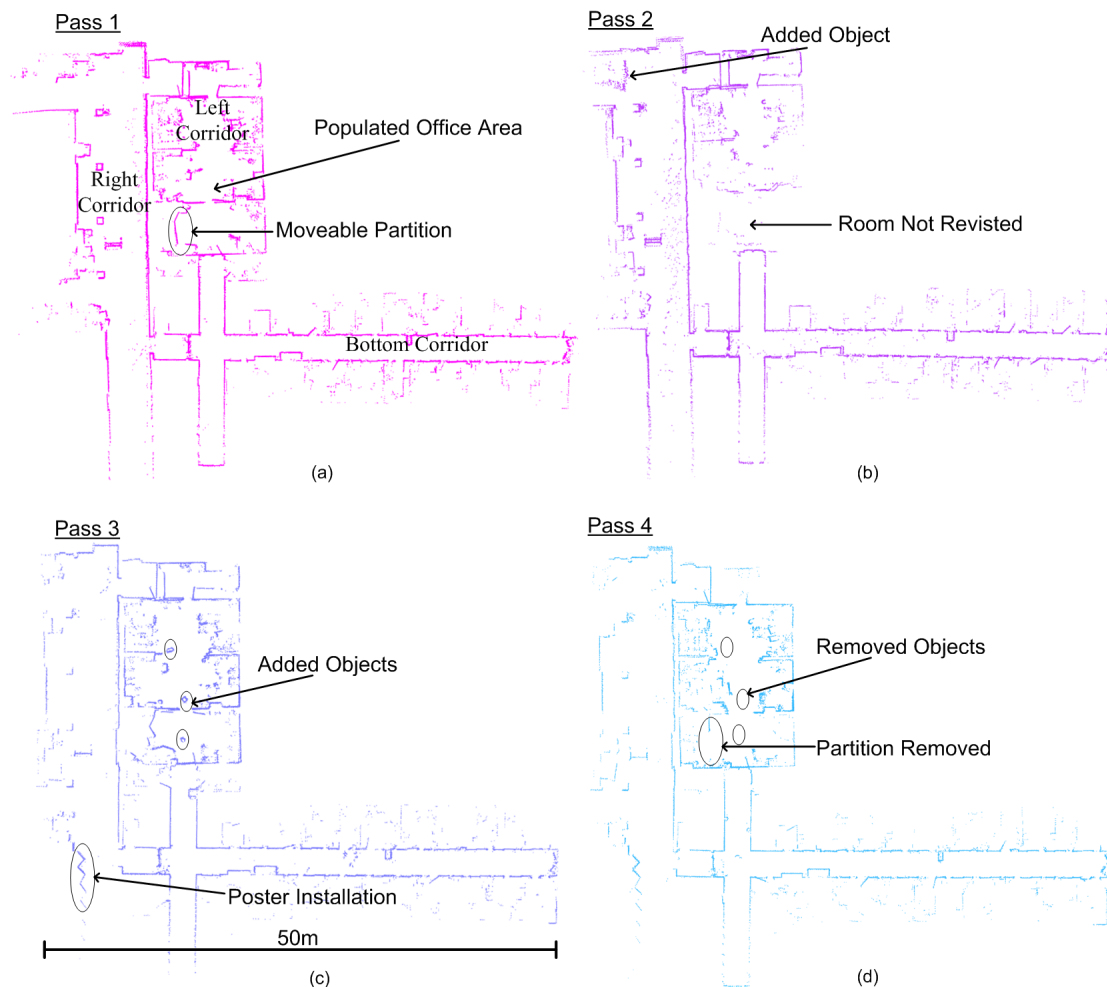 Pass 1
Left
Corridor
Populated Office Area
Right
Corridor
Moveable Partition
Bottom Corridor
(a)
Pass 2
Added Object
Room Not Revisted
(b)
Pass 3
Added Objects
Poster Installation
50m
(c)
Pass 4
Removed Objects
Partition Removed
(d)